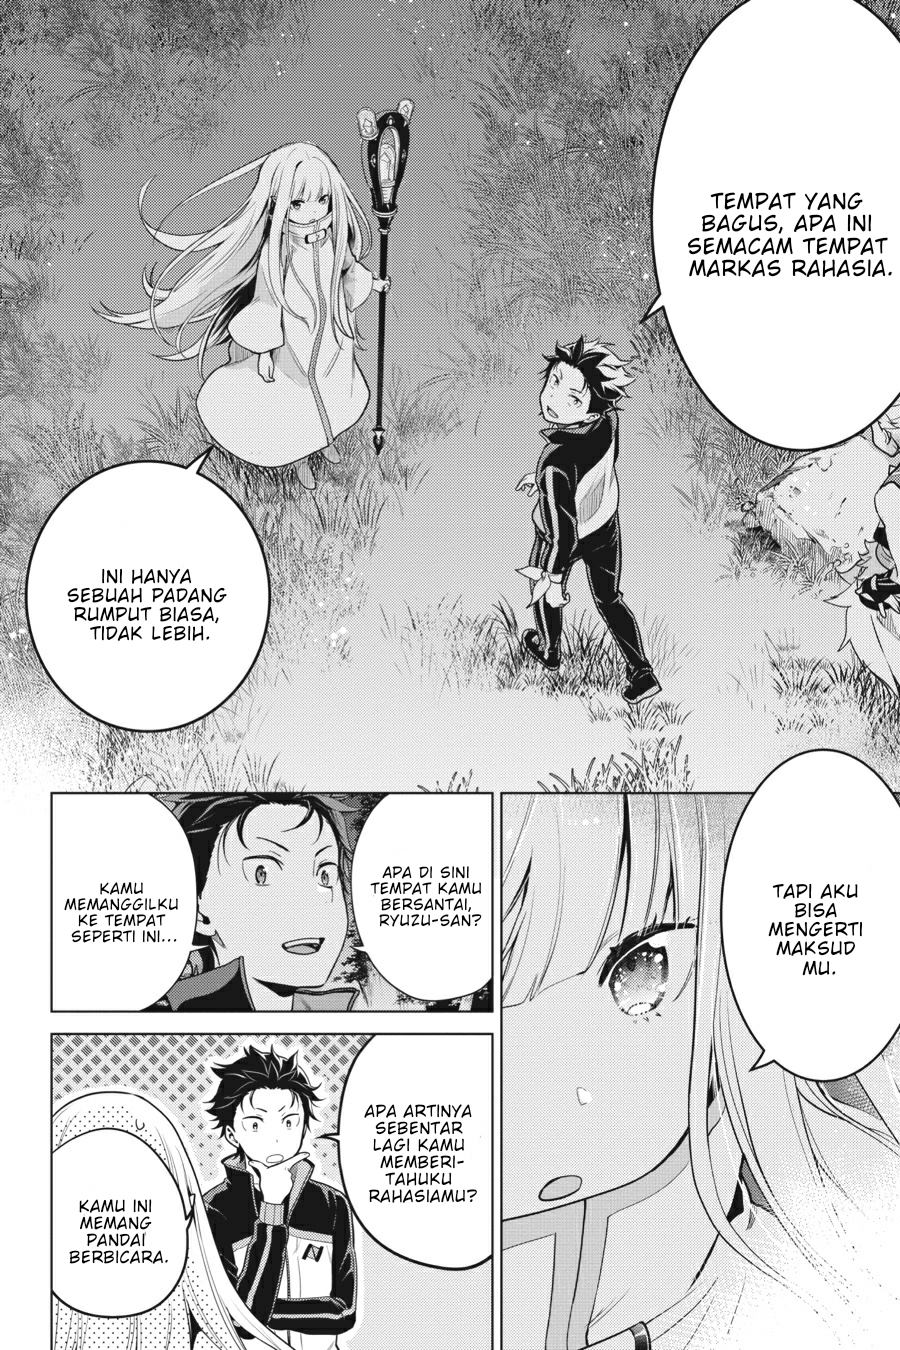 TEMPAT YANG
BAGUS, APA INI
SEMACAM TEMPAT
MARKAS RAHASIA.
INI HANYA
SEBUAH PADANG
RUMPUT BIASA,
TIDAK LEBIH.
TAPI AKU
BISA
MENGERTI
MAKSUD
MU.
APA DI SINI
TEMPAT KAMU
BERSANTAI,
RYUZU-SAN?
KAMU
MEMANGGILKU
KE TEMPAT
SEPERTI INI...
APA ARTINYA
SEBENTAR
LAGI KAMU
MEMBERI-
TAHUKU
RAHASIAMU?
KAMU INI
MEMANG
PANDAI
BERBICARA.